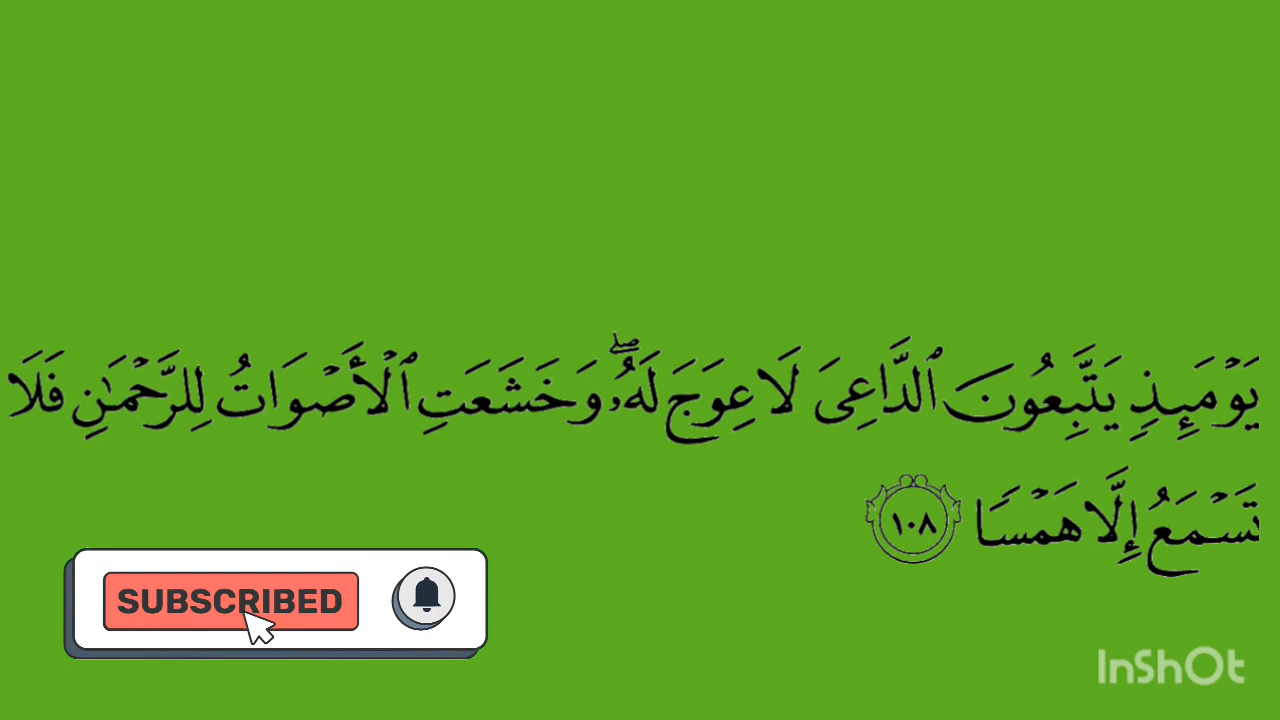 يَوْمَئِذٍ يَتَّبِعُونَ ٱلدَّاعِىَ لَا عِوَجَ لَهُۥ ۖ وَخَشَعَتِ ٱلْأَصْوَاتُ لِلرَّحْمَـٰنِ فَلَا
تَسْمَعُ إِلَّا هَمْسًا ١٠٨
SUBSCRIBED
InShOt